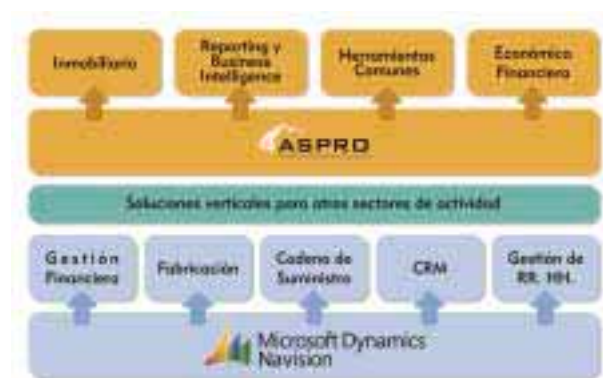 Inmobiliario
Reporting y
Business
Intelligence
Herramientas
Comunes
Económico
Financiera
ASPRO
Soluciones verticales para otros sectores de actividad
Gestión
Financiera
Fabricación
Cadena de
Suministro
CRM
Gestión de
RR. HH.
Microsoft Dynamics
Navision